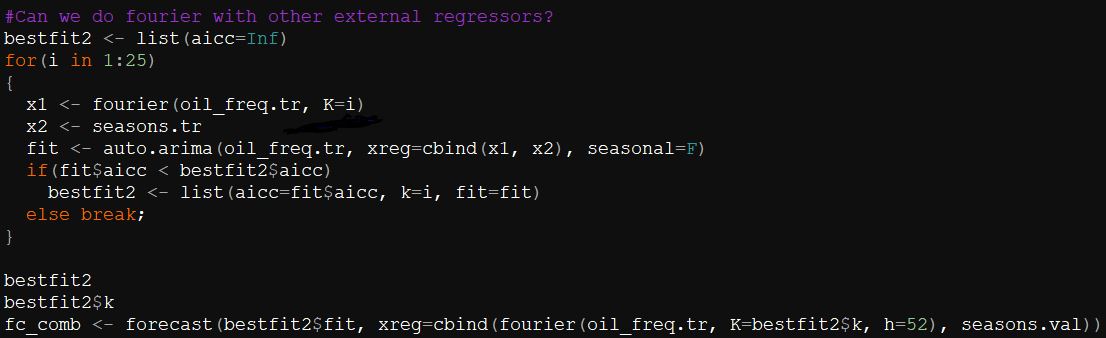 #Can we do fourier with other external regressors?
bestfit2 <- list(aicc=Inf)
for(i in 1:25)
{
  x1 <- fourier(oil_freq.tr, K=i)
  x2 <- seasons.tr
  fit <- auto.arima(oil_freq.tr, xreg=cbind(x1, x2), seasonal=F)
  if(fit$aicc < bestfit2$aicc)
    bestfit2 <- list(aicc=fit$aicc, k=i, fit=fit)
  else break;
}
bestfit2
bestfit2$k
fc_comb <- forecast(bestfit2$fit, xreg=cbind(fourier(oil_freq.tr, K=bestfit2$k, h=52), seasons.val))